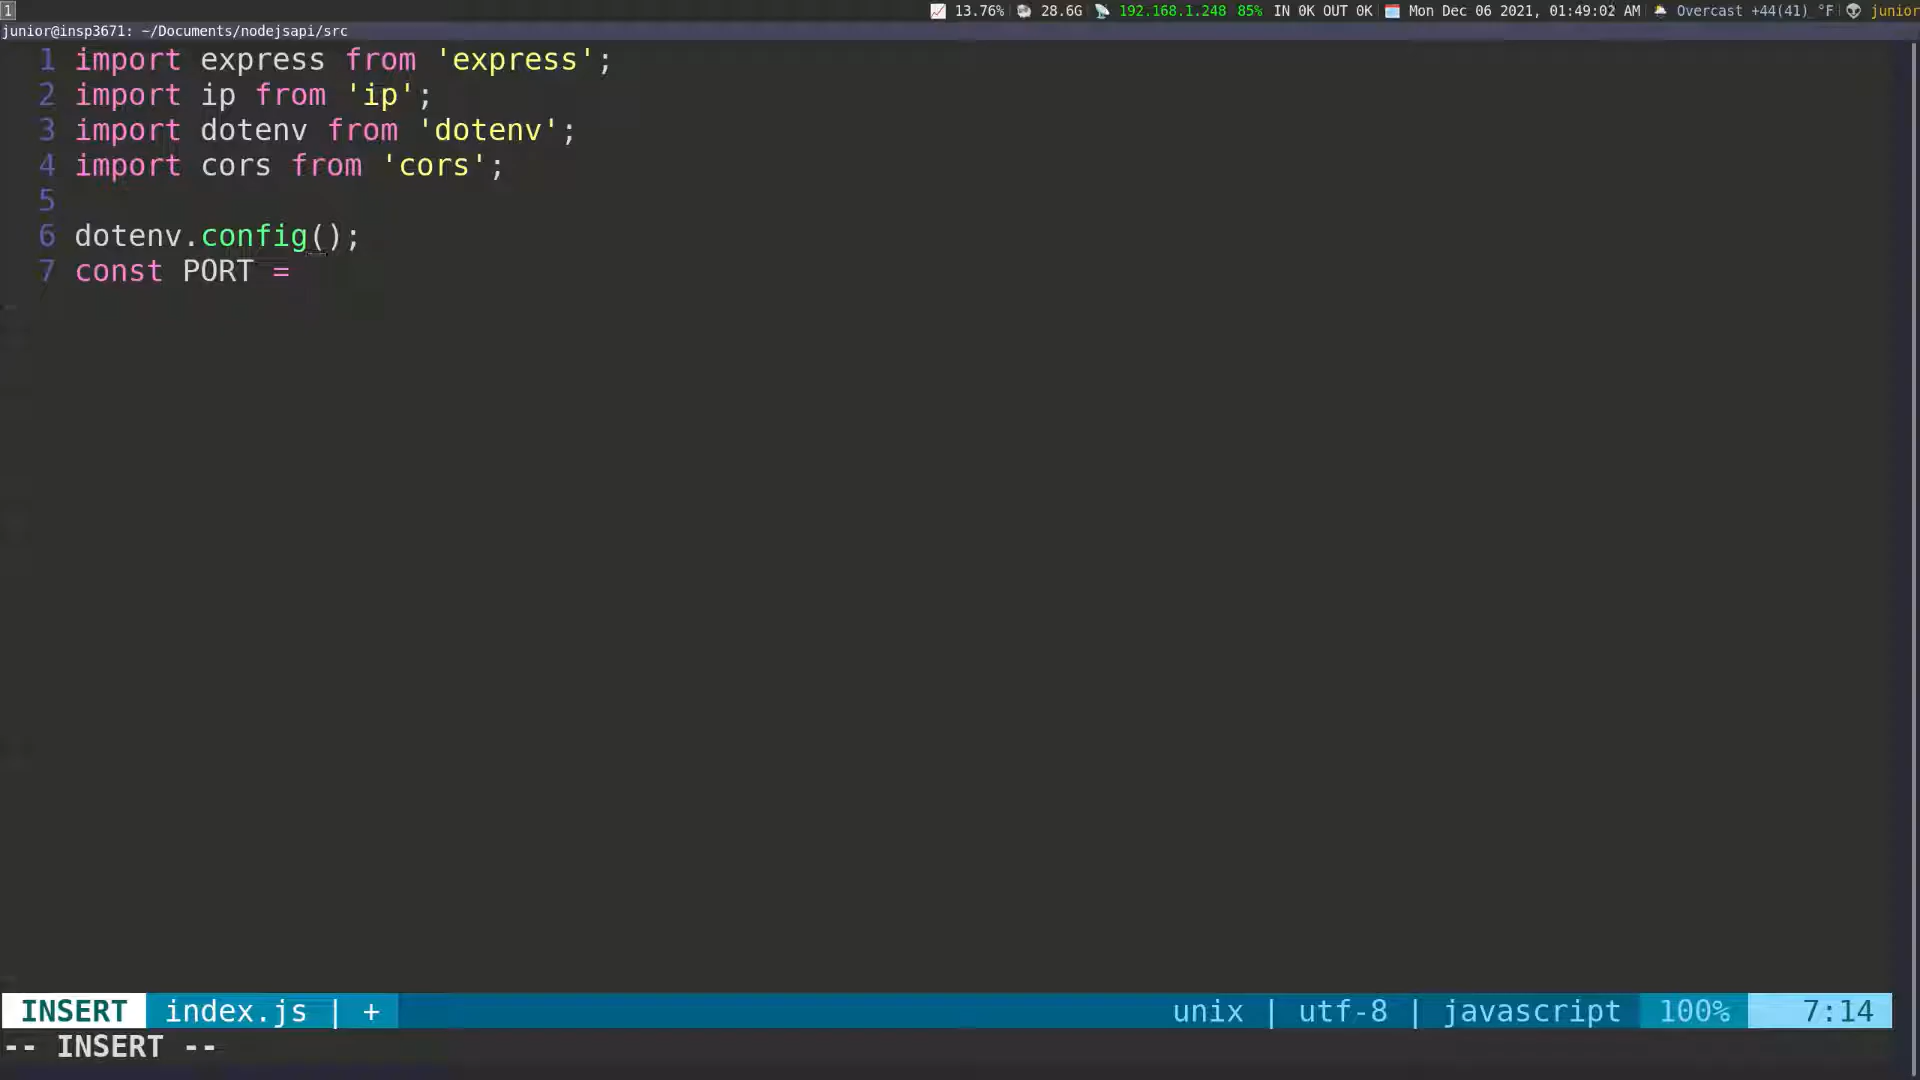 1 13.76% 28.6G 192.168.1.248 85% IN 0K OUT 0K Mon Dec 06 2021, 01:49:02 AM Overcast +44(41) °F junior
junior@insp3671: ~/Documents/nodejsapi/src
1 import express from 'express';
2 import ip from 'ip';
3 import dotenv from 'dotenv';
4 import cors from 'cors';
5
6 dotenv.config();
7 const PORT =
INSERT index.js | + unix | utf-8 | javascript 100% 7:14
-- INSERT --